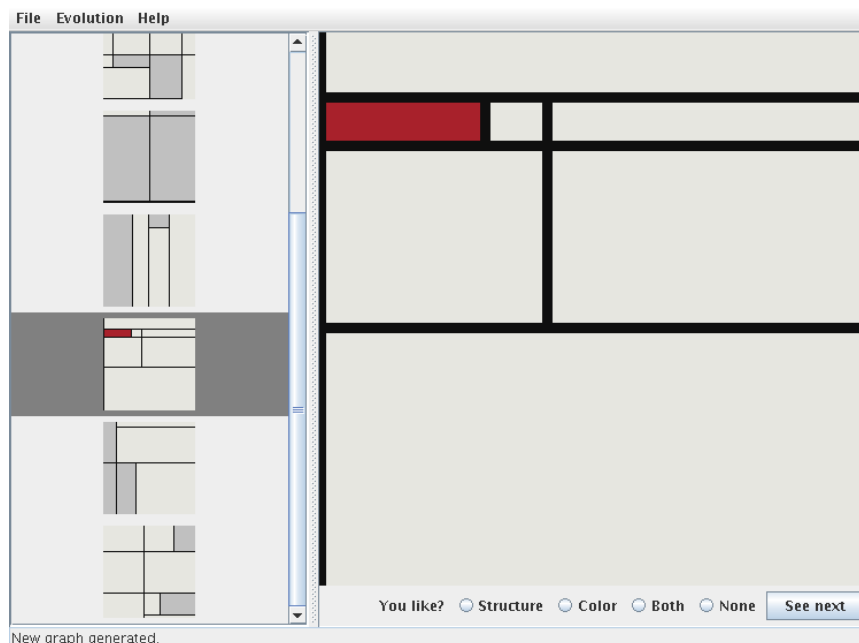 File Evolution Help
You like? Structure Color Both None See next
New graph generated.